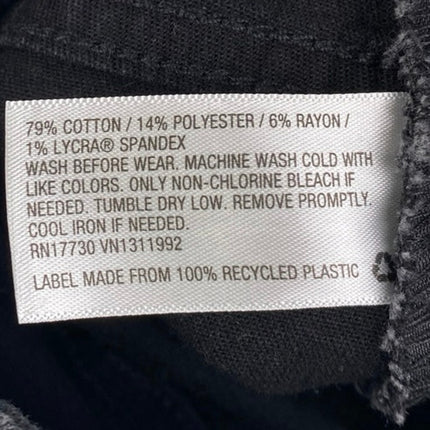 79% COTTON / 14% POLYESTER / 6% RAYON /
1% LYCRA® SPANDEX
WASH BEFORE WEAR. MACHINE WASH COLD WITH
LIKE COLORS. ONLY NON-CHLORINE BLEACH IF
NEEDED. TUMBLE DRY LOW. REMOVE PROMPTLY.
COOL IRON IF NEEDED.
RN17730 VN1311992
LABEL MADE FROM 100% RECYCLED PLASTIC